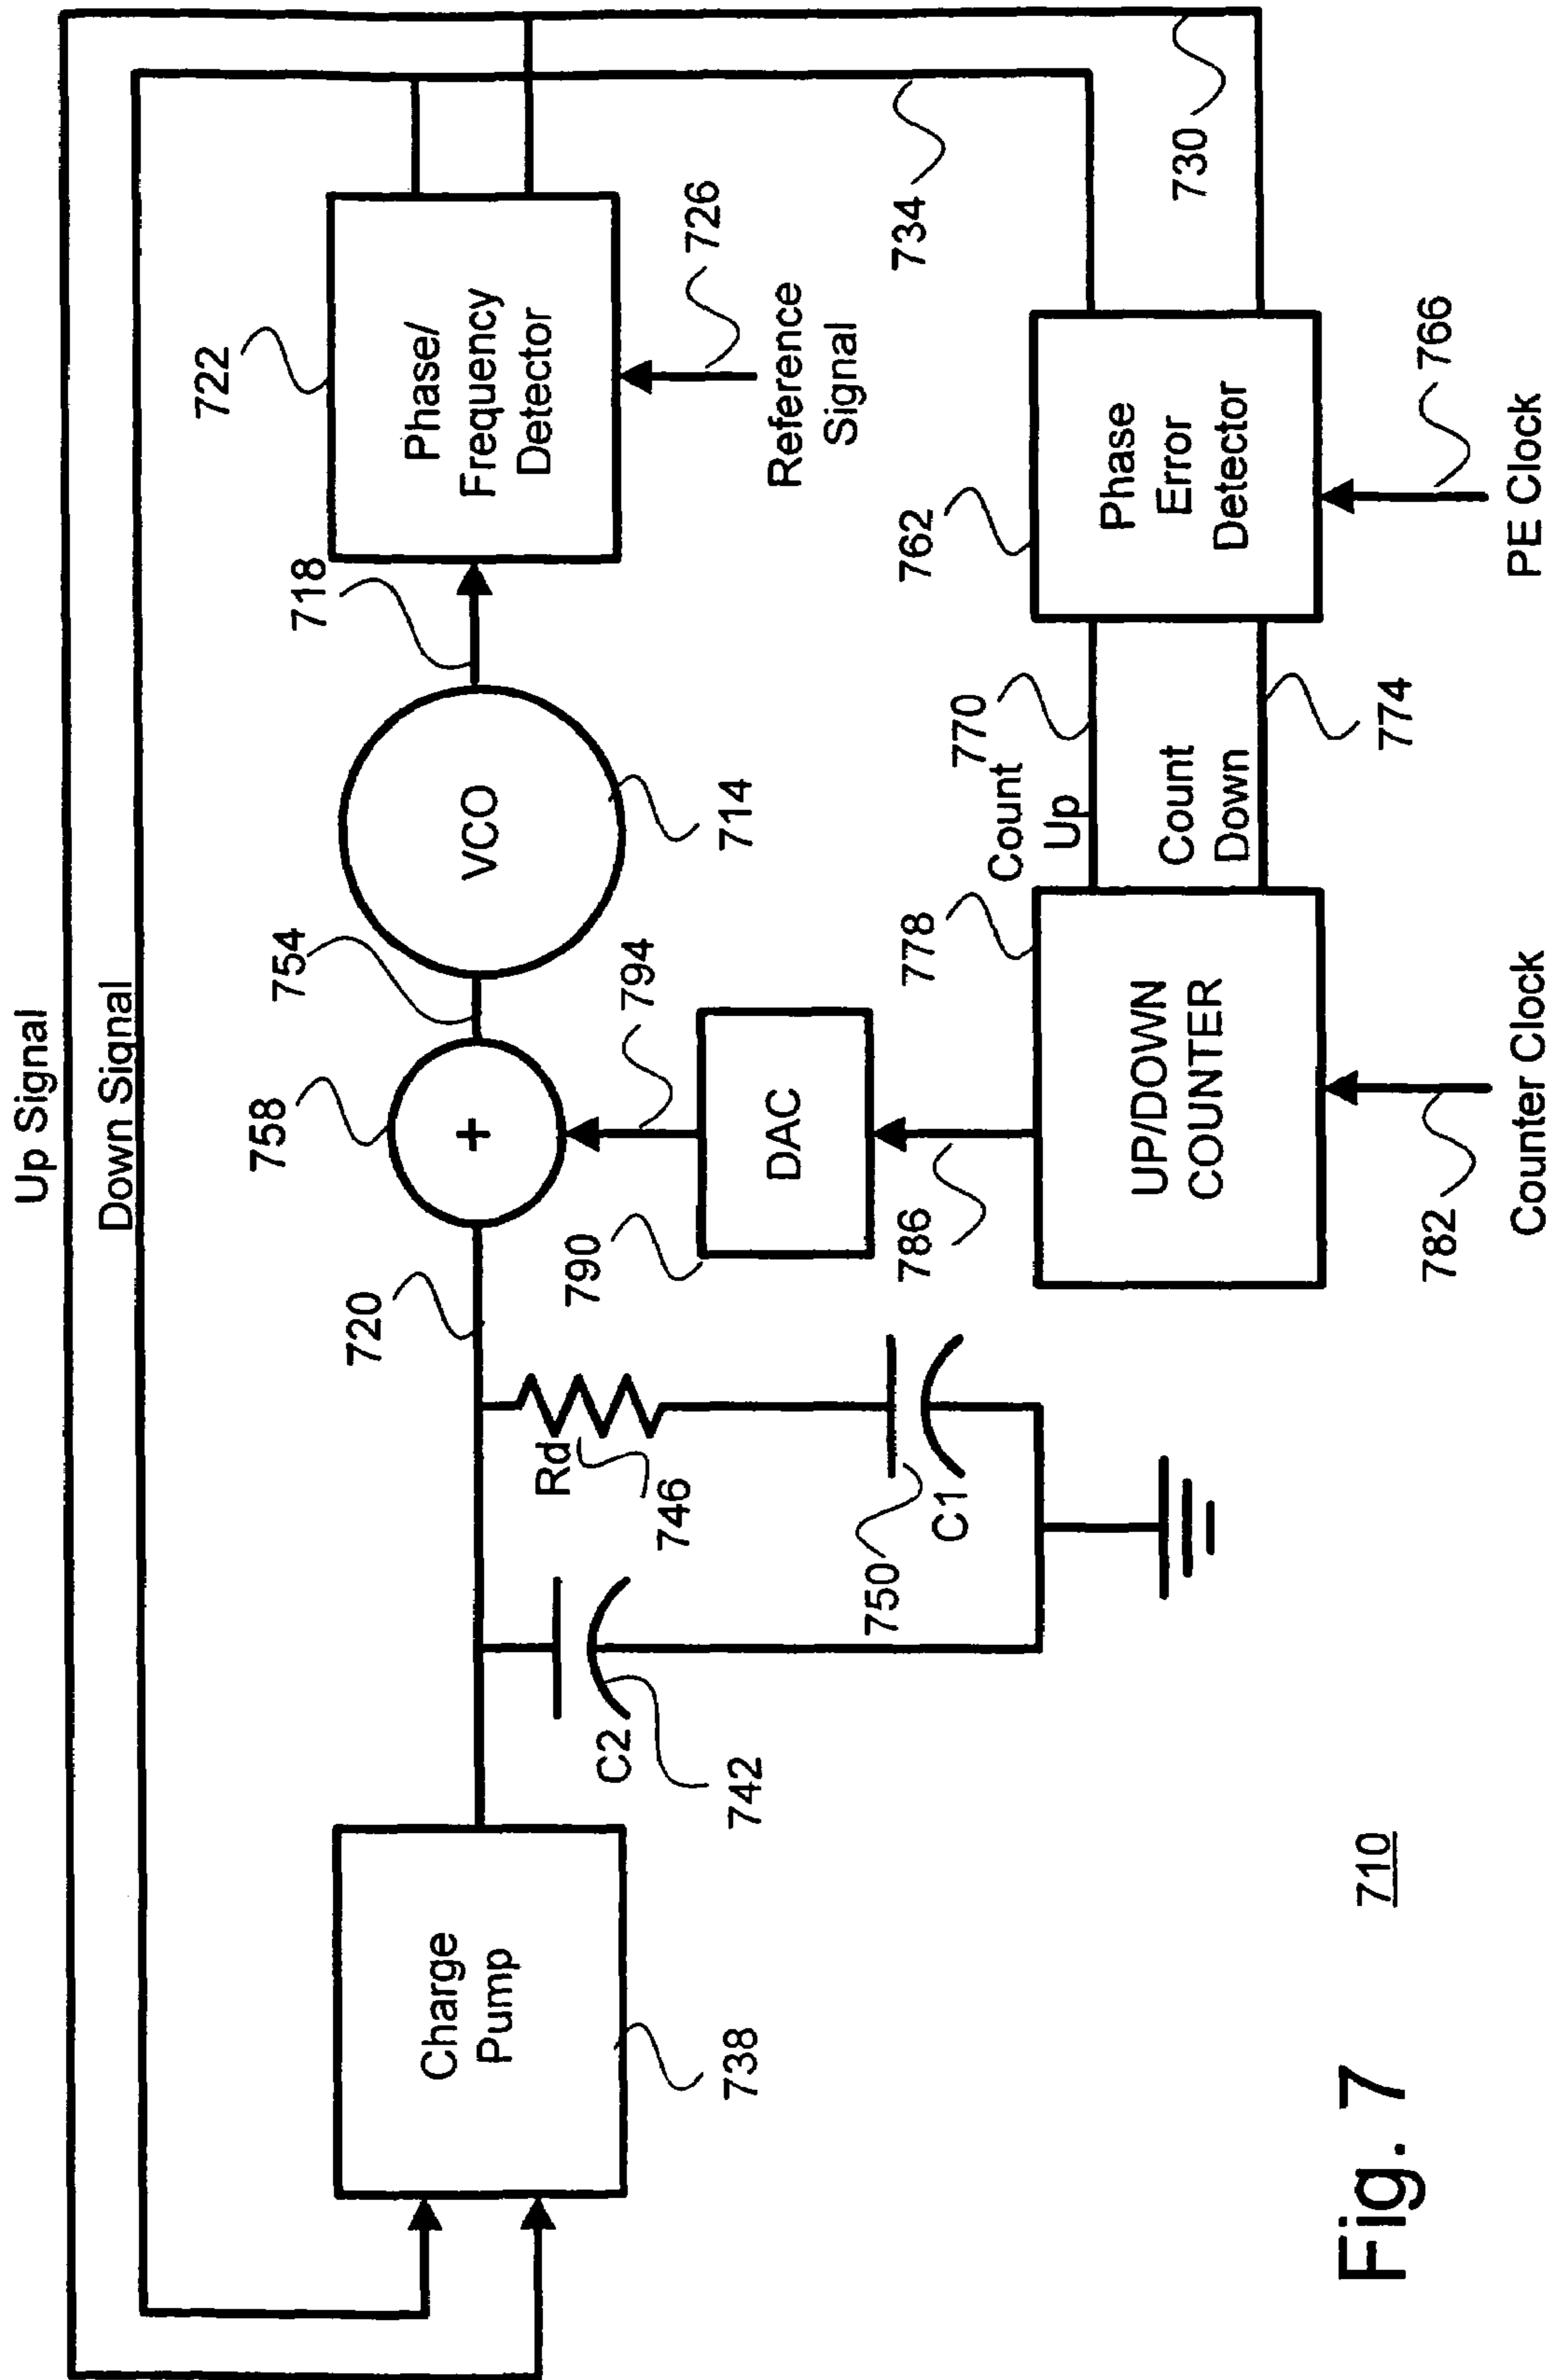 Up Signal
Down Signal
722
Phase/
Frequency
Detector
726
Reference
Signal
718
VCO
714
754
758
+
794
DAC
790
786
720
Rd
746
750
C1
C2
742
Charge
Pump
738
734
730
762
Phase
Error
Detector
766
PE Clock
770
Count
Up
Count
Down
774
778
UP/DOWN
COUNTER
782
Counter Clock
710
Fig. 7